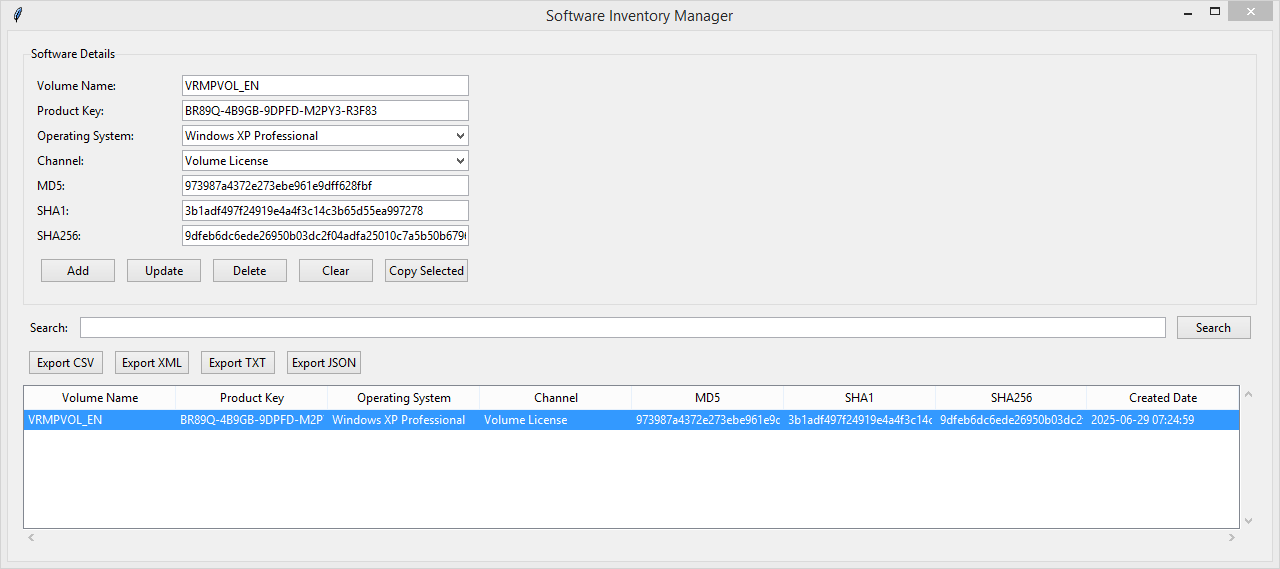 Software Inventory Manager
Software Details
Volume Name: VRMPVOL_EN
Product Key: BR89Q-4B9GB-9DPFD-M2PY3-R3F83
Operating System: Windows XP Professional
Channel: Volume License
MD5: 973987a4372e273ebe961e9dff628fbf
SHA1: 3b1adf497f24919e4a4f3c14c3b65d55ea997278
SHA256: 9dfeb6dc6ede26950b03dc2f04adfa25010c7a5b50b6796
Add Update Delete Clear Copy Selected
Search: Search
Export CSV Export XML Export TXT Export JSON
Volume Name Product Key Operating System Channel MD5 SHA1 SHA256 Created Date
VRMPVOL_EN BR89Q-4B9GB-9DPFD-M2P Windows XP Professional Volume License 973987a4372e273ebe961e9c 3b1adf497f24919e4a4f3c14c 9dfeb6dc6ede26950b03dc2 2025-06-29 07:24:59